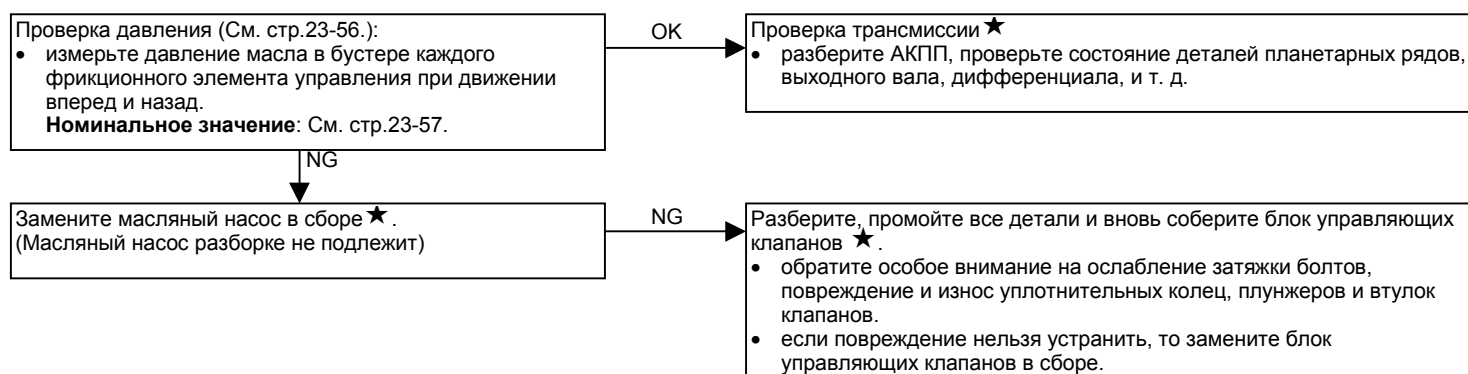 Проверка давления (См. стр.23-56.):
• измерьте давление масла в бустере каждого
фрикционного элемента управления при движении
вперед и назад.
Номинальное значение: См. стр.23-57.
OK
Проверка трансмиссии ★
• разберите АКПП, проверьте состояние деталей планетарных рядов,
выходного вала, дифференциала, и т. д.
NG
Замените масляный насос в сборе ★ .
(Масляный насос разборке не подлежит)
NG
Разберите, промойте все детали и вновь соберите блок управляющих
клапанов ★ .
• обратите особое внимание на ослабление затяжки болтов,
повреждение и износ уплотнительных колец, плунжеров и втулок
клапанов.
• если повреждение нельзя устранить, то замените блок
управляющих клапанов в сборе.